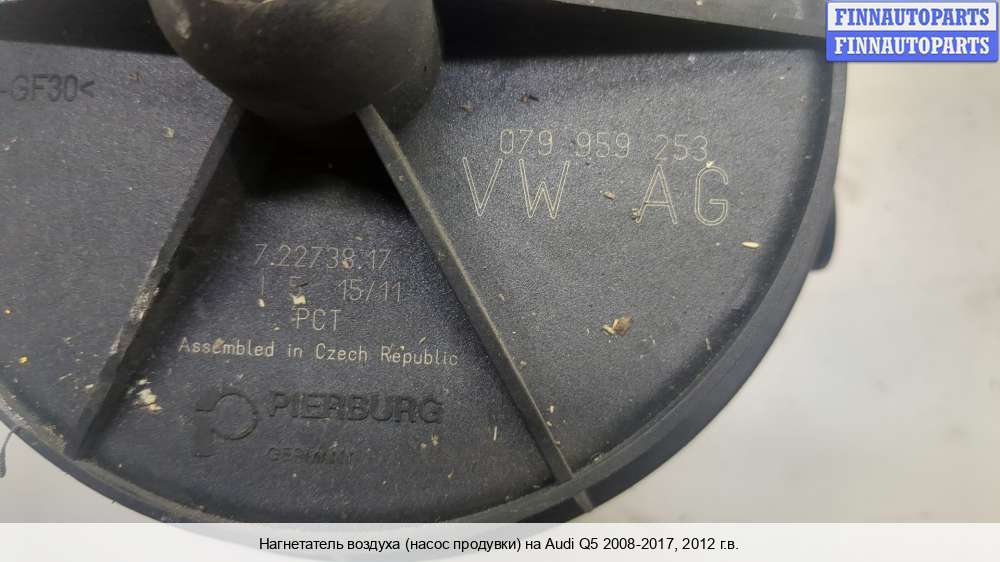 FINNAUTOPARTS
FINNAUTOPARTS
-GF30<
079 959 253
VW AG
7.22738.17
15/11
PCT
Assembled in Czech Republic
PIERBURG
GERMANY
Нагнетатель воздуха (насос продувки) на Audi Q5 2008-2017, 2012 г.в.